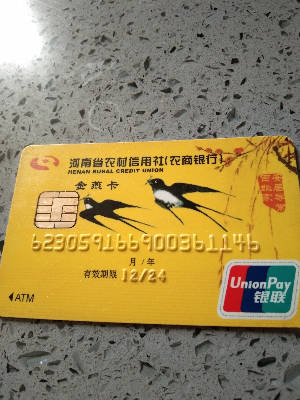 河南省农村信用社(农商银行)
HENAN RURAL CREDIT UNION
金燕卡
6230591669003611146
月/年
有效期限 12/24
ATM
UnionPay
银联